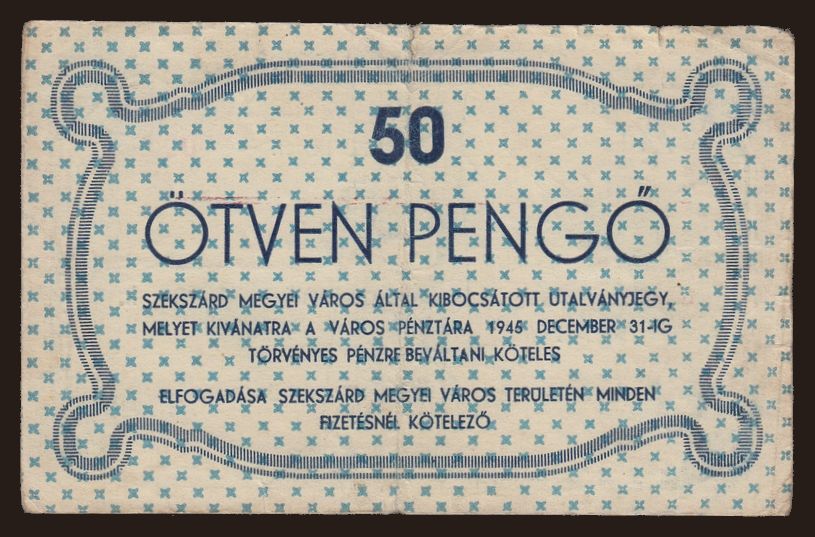 50
ÖTVEN PENGŐ
SZEKSZÁRD MEGYEI VÁROS ÁLTAL KIBOCSÁTOTT UTALVÁNYJEGY,
MELYET KIVÁNATRA A VÁROS PÉNZTÁRA 1945 DECEMBER 31-IG
TÖRVÉNYES PÉNZRE BEVÁLTANI KÖTELES
ELFOGADÁSA SZEKSZÁRD MEGYEI VÁROS TERÜLETÉN MINDEN
FIZETÉSNÉL KÖTELEZŐ